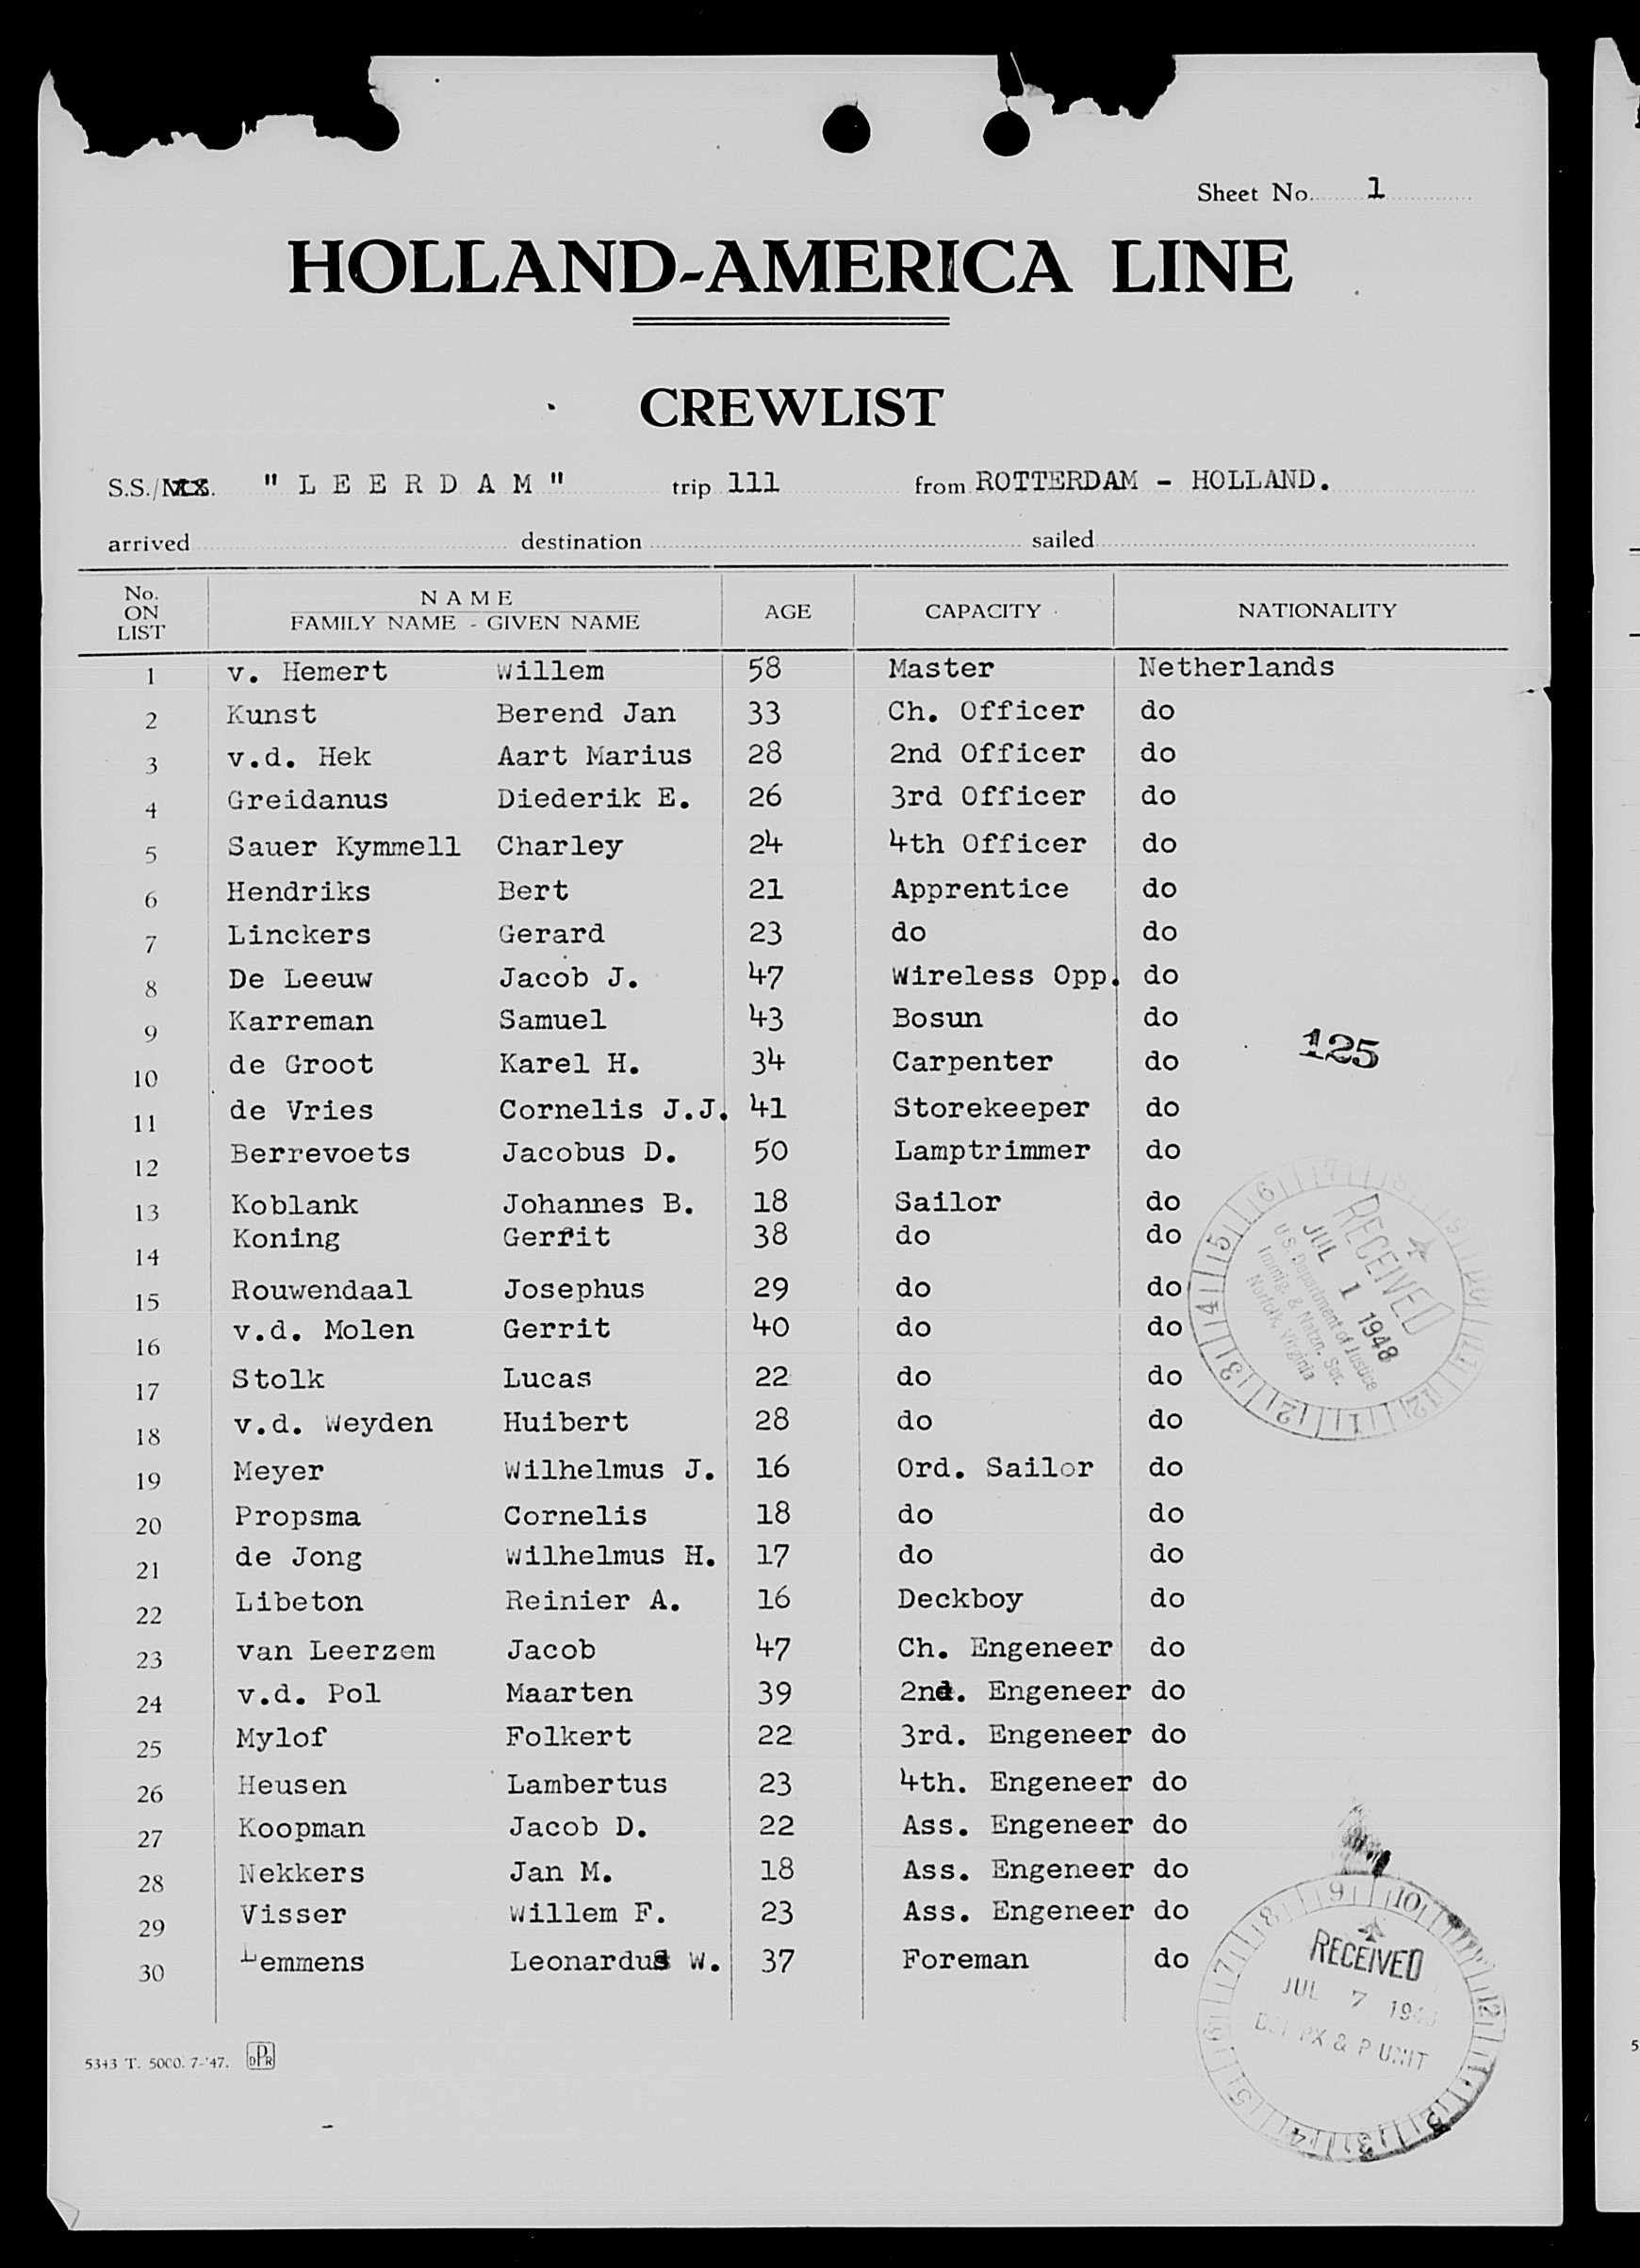 Sheet No. 1
HOLLAND-AMERICA LINE
CREWLIST
S.S./M.S. "LEERDAM" trip 111 from ROTTERDAM - HOLLAND.
arrived destination sailed
No. ON LIST NAME FAMILY NAME - GIVEN NAME AGE CAPACITY NATIONALITY
1 v. Hemert Willem 58 Master Netherlands
2 Kunst Berend Jan 33 Ch. Officer do
3 v.d. Hek Aart Marius 28 2nd Officer do
4 Greidanus Diederik E. 26 3rd Officer do
5 Sauer Kymmell Charley 24 4th Officer do
6 Hendriks Bert 21 Apprentice do
7 Linckers Gerard 23 do do
8 De Leeuw Jacob J. 47 Wireless Opp. do
9 Karreman Samuel 43 Bosun do
125
10 de Groot Karel H. 34 Carpenter do
11 de Vries Cornelis J.J. 41 Storekeeper do
12 Berrevoets Jacobus D. 50 Lamptrimmer do
13 Koblank Johannes B. 18 Sailor do
14 Koning Gerrit 38 do do
15 Rouwendaal Josephus 29 do do
16 v.d. Molen Gerrit 40 do do
17 Stolk Lucas 22 do do
18 v.d. Weyden Huibert 28 do do
19 Meyer Wilhelmus J. 16 Ord. Sailor do
20 Propsma Cornelis 18 do do
21 de Jong Wilhelmus H. 17 do do
22 Libeton Reinier A. 16 Deckboy do
23 van Leerzem Jacob 47 Ch. Engeneer do
24 v.d. Pol Maarten 39 2nd. Engeneer do
25 Mylof Folkert 22 3rd. Engeneer do
26 Heusen Lambertus 23 4th. Engeneer do
27 Koopman Jacob D. 22 Ass. Engeneer do
28 Nekkers Jan M. 18 Ass. Engeneer do
29 Visser Willem F. 23 Ass. Engeneer do
30 Lemmens Leonardus W. 37 Foreman do
RECEIVED
JUL 1 1948
U.S. Department of Justice
Immig. & Natzn. Ser.
Norfolk, Virginia
RECEIVED
JUL 7
& P UNIT
5343 T. 5000. 7-'47. DPR